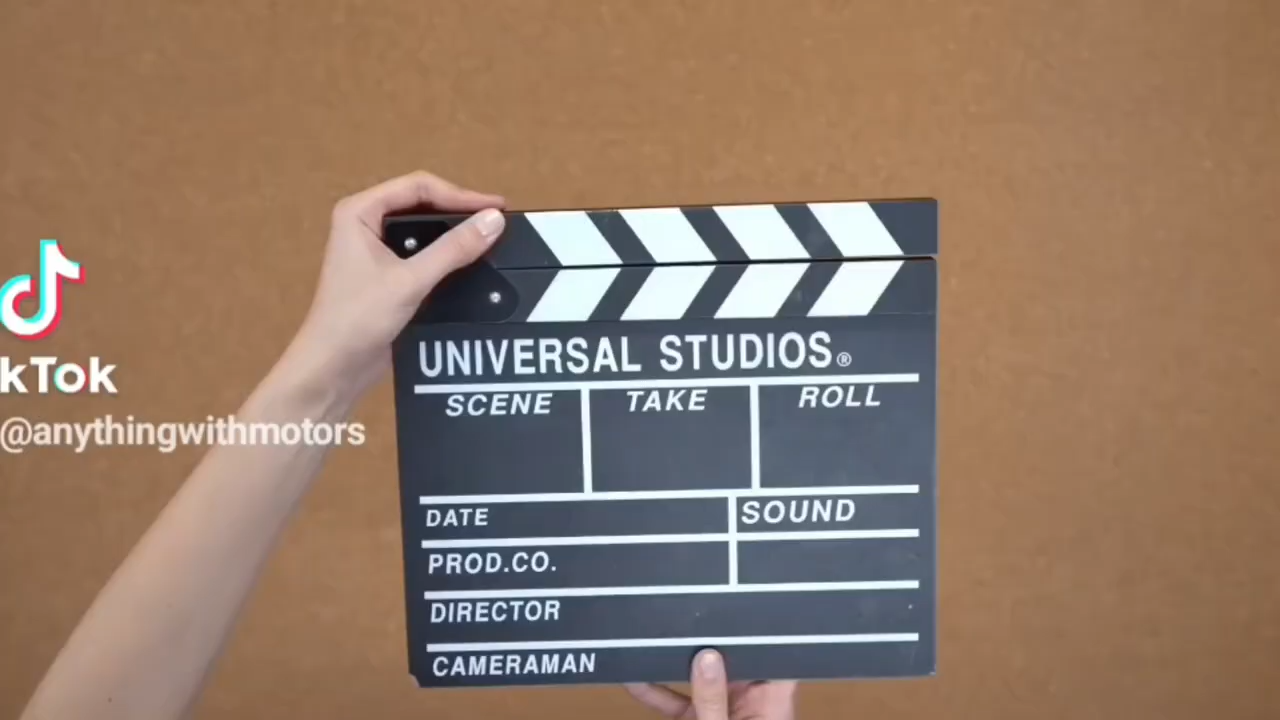 UNIVERSAL STUDIOS®
SCENE TAKE ROLL
kTok
@anythingwithmotors
DATE SOUND
PROD.CO.
DIRECTOR
CAMERAMAN